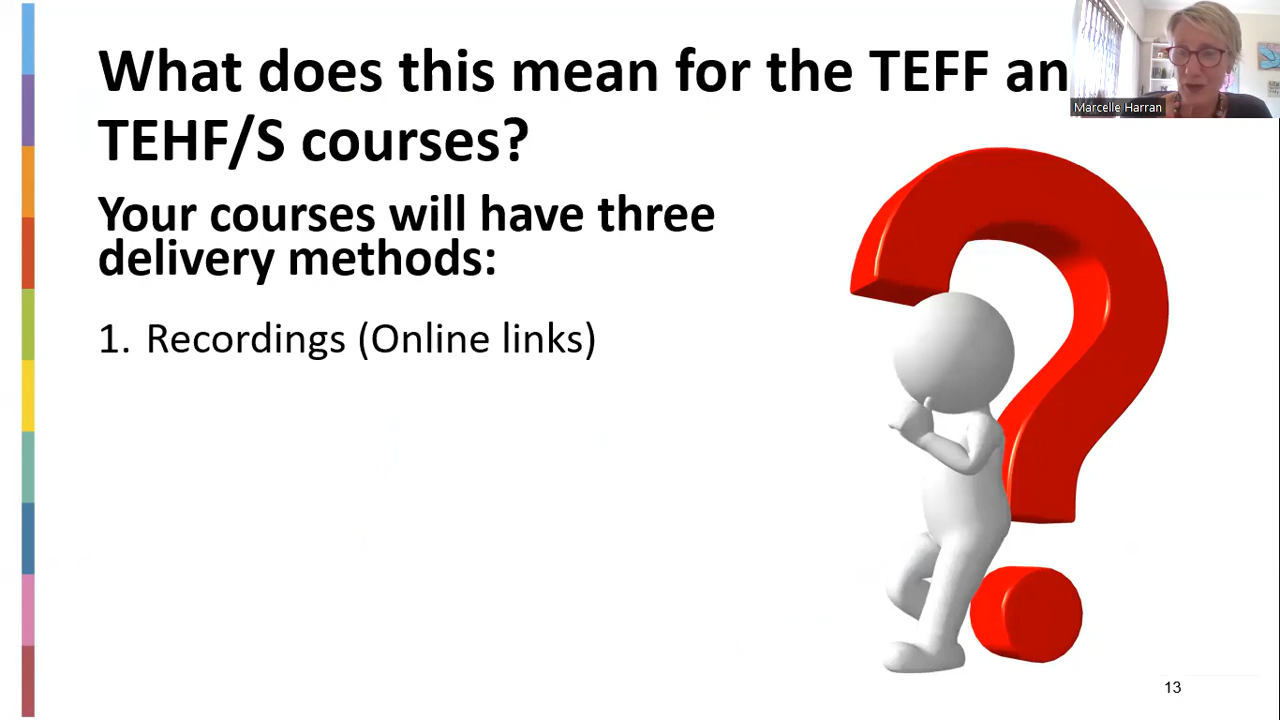 What does this mean for the TEFF an
TEHF/S courses?
Marcelle Harran
Your courses will have three
delivery methods:
1. Recordings (Online links)
13